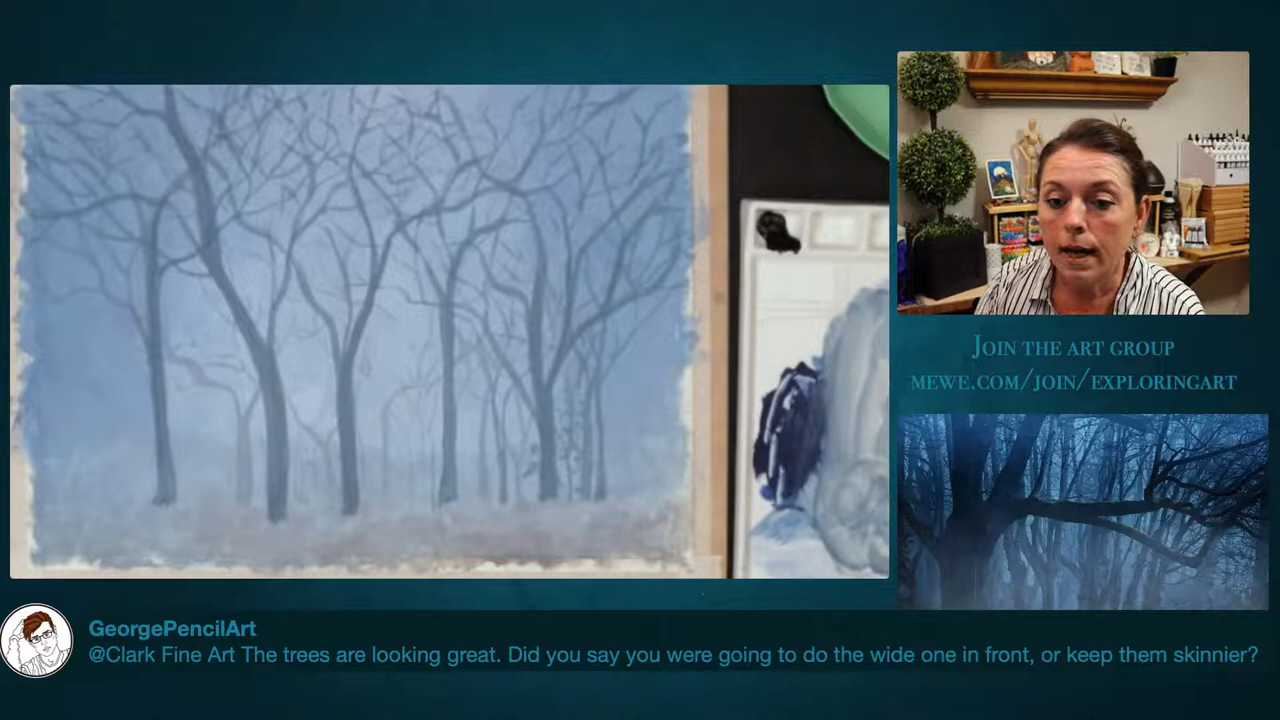 JOIN THE ART GROUP
MEWE.COM/JOIN/EXPLORINGART
GeorgePencilArt
@Clark Fine Art The trees are looking great. Did you say you were going to do the wide one in front, or keep them skinnier?